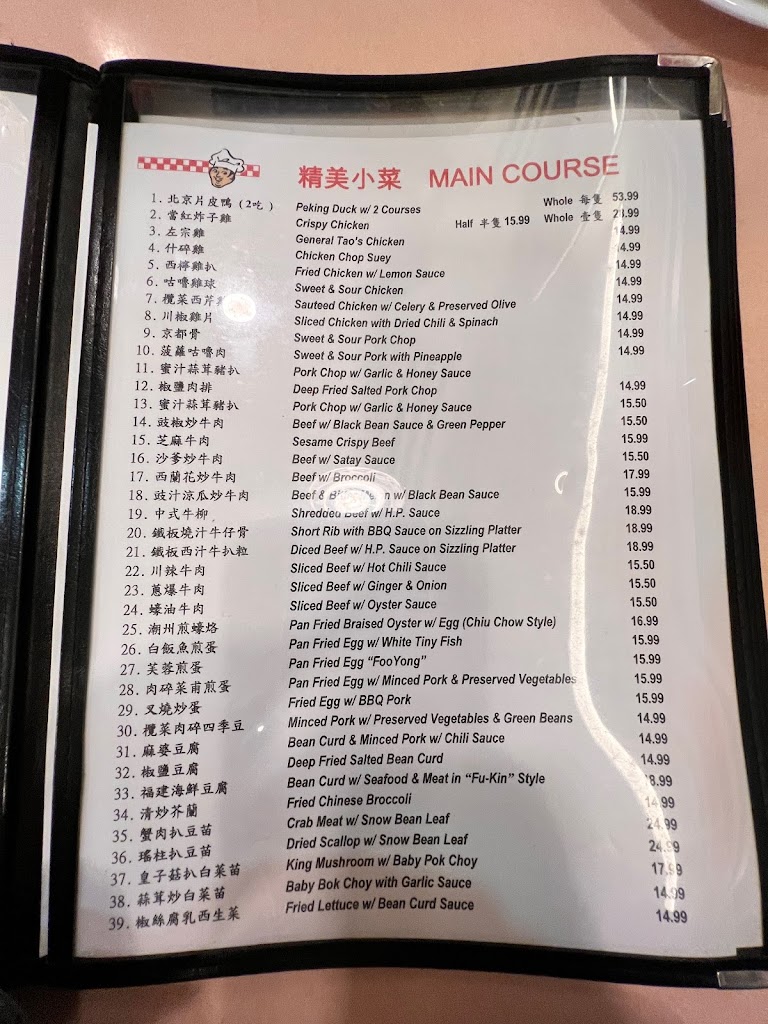 精美小菜 MAIN COURSE
1. 北京片皮鴨 (2吃) Peking Duck w/ 2 Courses Whole 每隻 53.99
2. 當紅炸子雞 Crispy Chicken Half 半隻 15.99 Whole 壹隻
3. 左宗雞 General Tao's Chicken 14.99
4. 什碎雞 Chicken Chop Suey 14.99
5. 西檸雞扒 Fried Chicken w/ Lemon Sauce 14.99
6. 咕嚕雞球 Sweet & Sour Chicken 14.99
7. 欖菜西芹 Sauteed Chicken w/ Celery & Preserved Olive 14.99
8. 川椒雞片 Sliced Chicken with Dried Chili & Spinach 14.99
9. 京都骨 Sweet & Sour Pork Chop 14.99
10. 菠蘿咕嚕肉 Sweet & Sour Pork with Pineapple 14.99
11. 蜜汁蒜茸豬扒 Pork Chop w/ Garlic & Honey Sauce
12. 椒鹽肉排 Deep Fried Salted Pork Chop 14.99
13. 蜜汁蒜茸豬扒 Pork Chop w/ Garlic & Honey Sauce 15.50
14. 豉椒炒牛肉 Beef w/ Black Bean Sauce & Green Pepper 15.50
15. 芝麻牛肉 Sesame Crispy Beef 15.99
16. 沙爹炒牛肉 Beef w/ Satay Sauce 15.50
17. 西蘭花炒牛肉 Beef w/ Broccoli 17.99
18. 豉汁涼瓜炒牛肉 Beef & w/ Black Bean Sauce 15.99
19. 中式牛柳 Shredded Beef w/ H.P. Sauce 18.99
20. 鐵板燒汁牛仔骨 Short Rib with BBQ Sauce on Sizzling Platter 18.99
21. 鐵板西汁牛扒粒 Diced Beef w/ H.P. Sauce on Sizzling Platter 18.99
22. 川辣牛肉 Sliced Beef w/ Hot Chili Sauce 15.50
23. 蔥爆牛肉 Sliced Beef w/ Ginger & Onion 15.50
24. 蠔油牛肉 Sliced Beef w/ Oyster Sauce 15.50
25. 潮州煎蠔烙 Pan Fried Braised Oyster w/ Egg (Chiu Chow Style) 16.99
26. 白飯魚煎蛋 Pan Fried Egg w/ White Tiny Fish 15.99
27. 芙蓉煎蛋 Pan Fried Egg “FooYong” 15.99
28. 肉碎菜甫煎蛋 Pan Fried Egg w/ Minced Pork & Preserved Vegetables 15.99
29. 叉燒炒蛋 Fried Egg w/ BBQ Pork 15.99
30. 欖菜肉碎四季豆 Minced Pork w/ Preserved Vegetables & Green Beans 14.99
31. 麻婆豆腐 Bean Curd & Minced Pork w/ Chili Sauce 14.99
32. 椒鹽豆腐 Deep Fried Salted Bean Curd 14.99
33. 福建海鮮豆腐 Bean Curd w/ Seafood & Meat in “Fu-Kin” Style 18.99
34. 清炒芥蘭 Fried Chinese Broccoli 14.99
35. 蟹肉扒豆苗 Crab Meat w/ Snow Bean Leaf 24.99
36. 瑤柱扒豆苗 Dried Scallop w/ Snow Bean Leaf 24.99
37. 皇子菇扒白菜苗 King Mushroom w/ Baby Pok Choy 17.99
38. 蒜茸炒白菜苗 Baby Bok Choy with Garlic Sauce 14.99
39. 椒絲腐乳西生菜 Fried Lettuce w/ Bean Curd Sauce 14.99